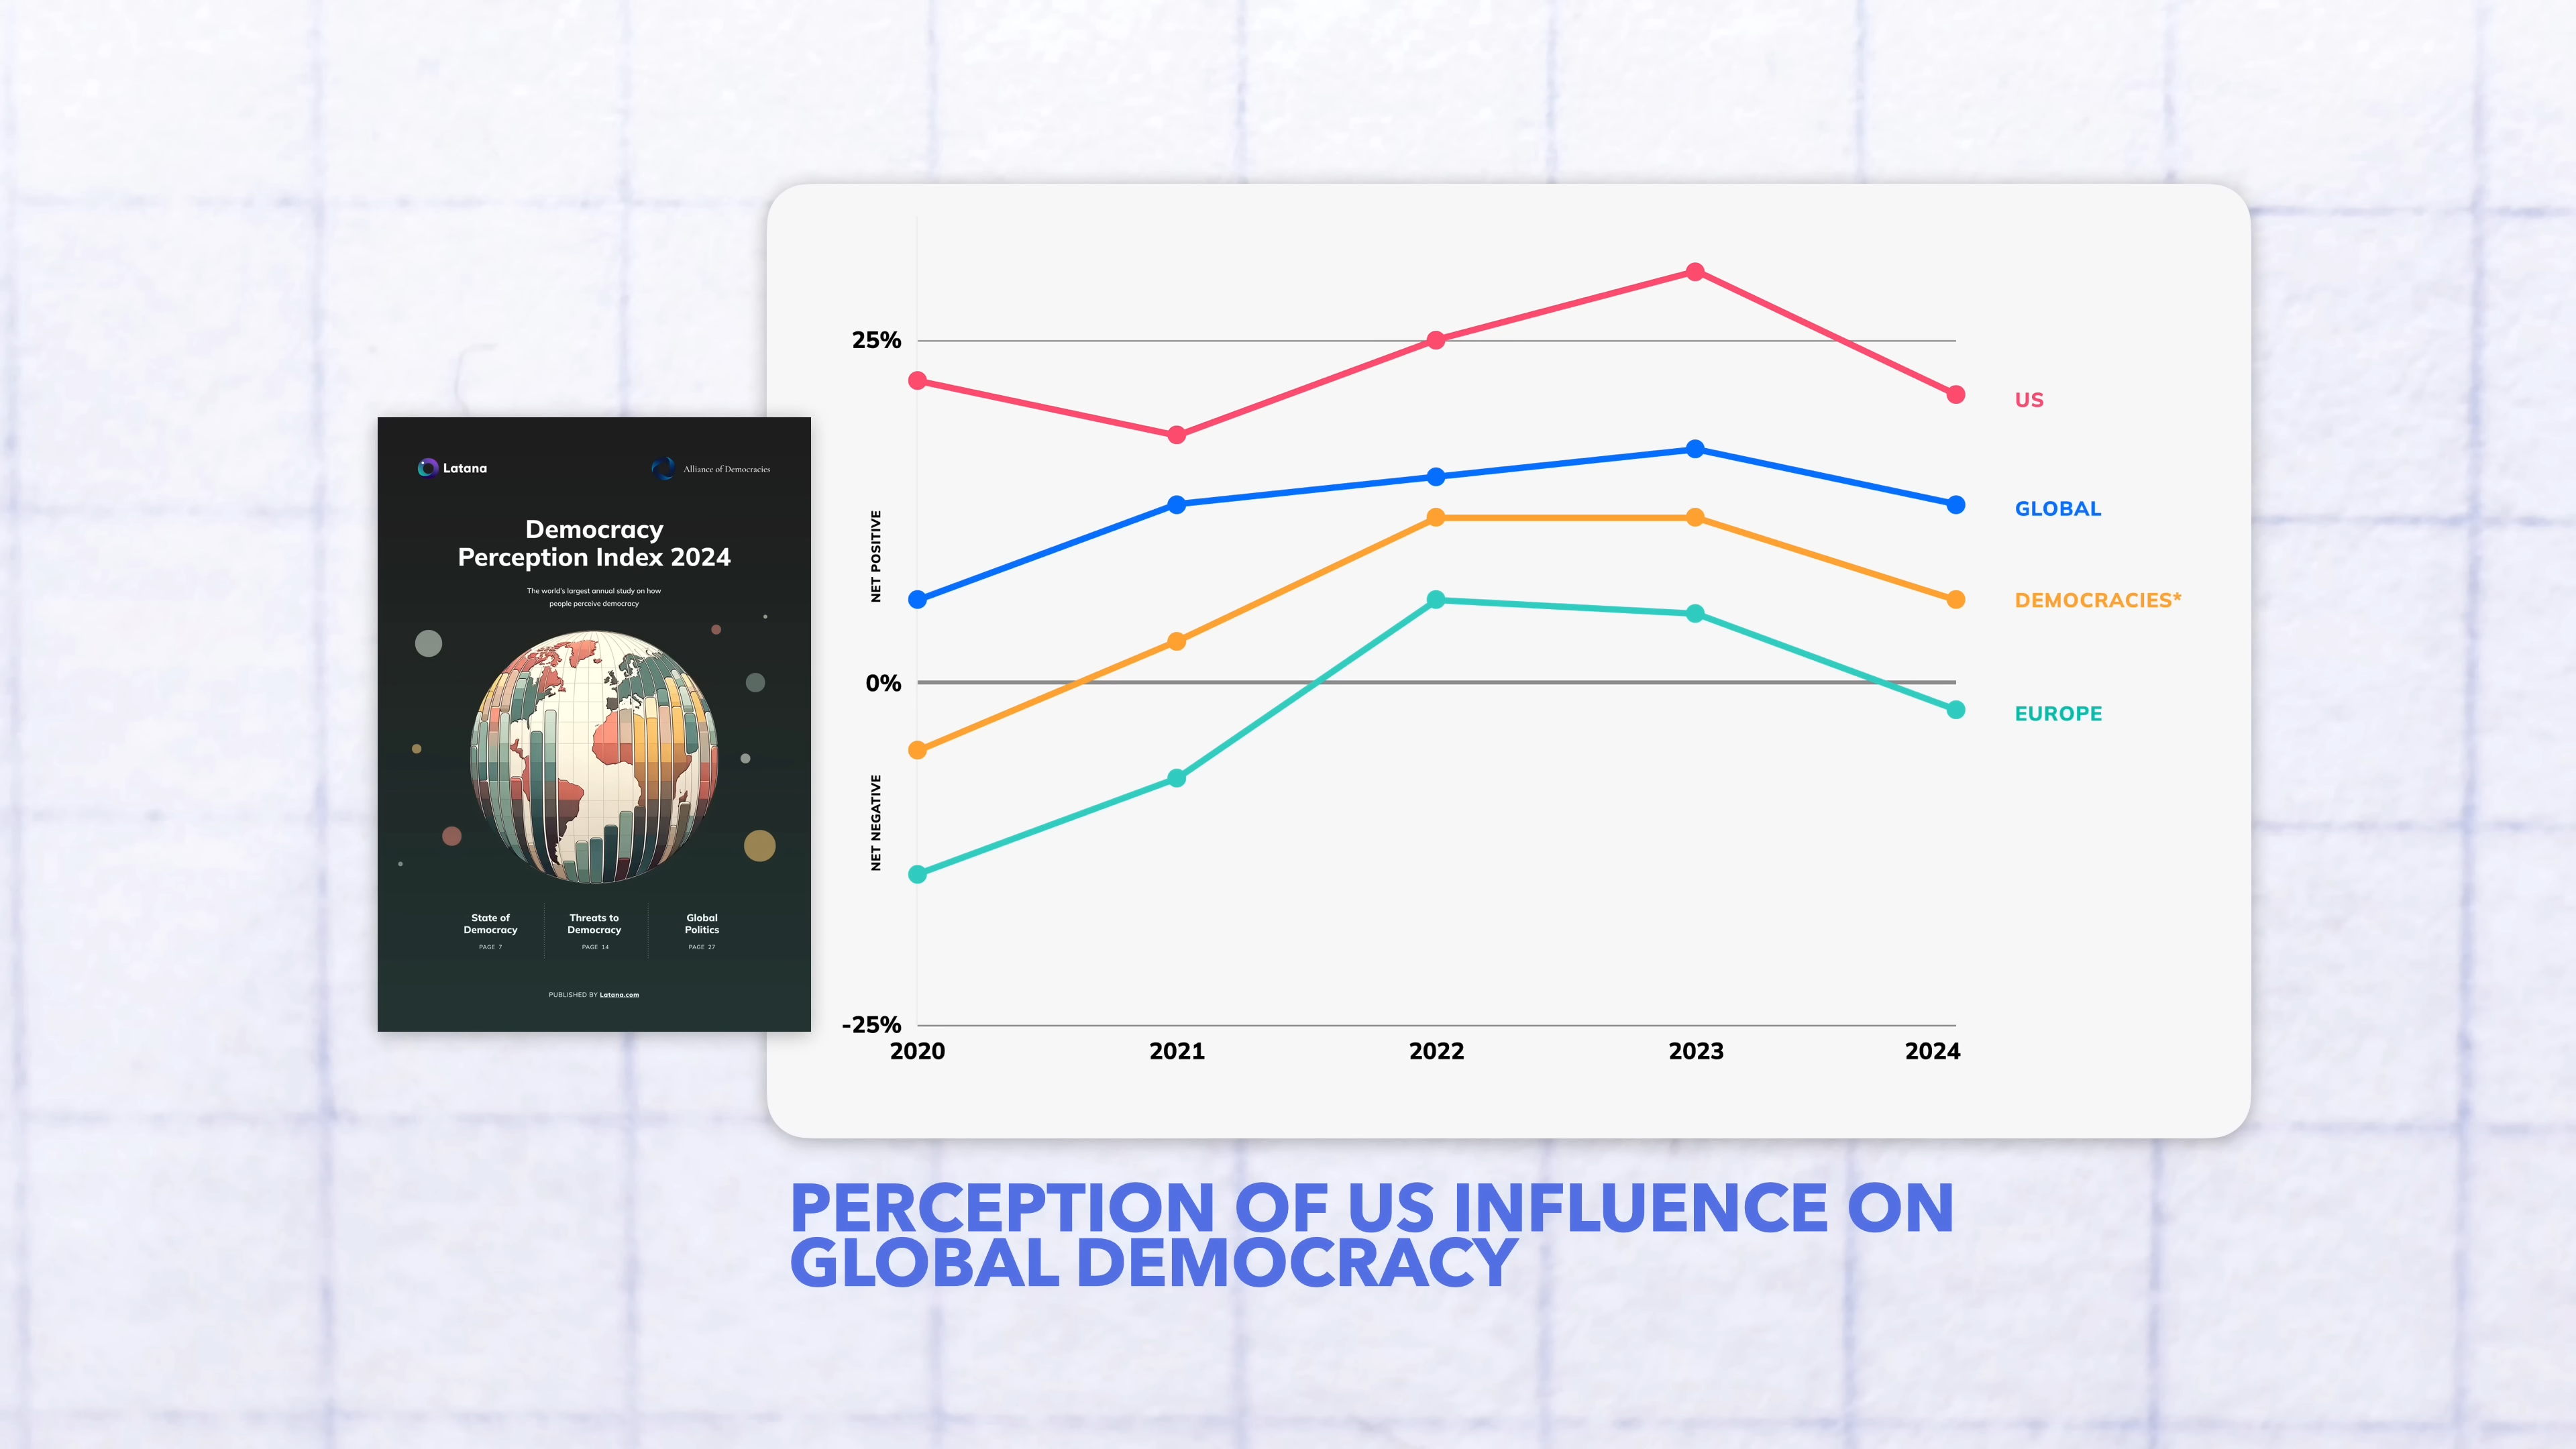 Latana
Alliance of Democracies
Democracy
Perception Index 2024
The world's largest annual study on how
people perceive democracy
State of
Democracy
PAGE 7
Threats to
Democracy
PAGE 14
Global
Politics
PAGE 27
PUBLISHED BY Latana.com
25%
0%
-25%
NET POSITIVE
NET NEGATIVE
2020
2021
2022
2023
2024
US
GLOBAL
DEMOCRACIES*
EUROPE
PERCEPTION OF US INFLUENCE ON
GLOBAL DEMOCRACY